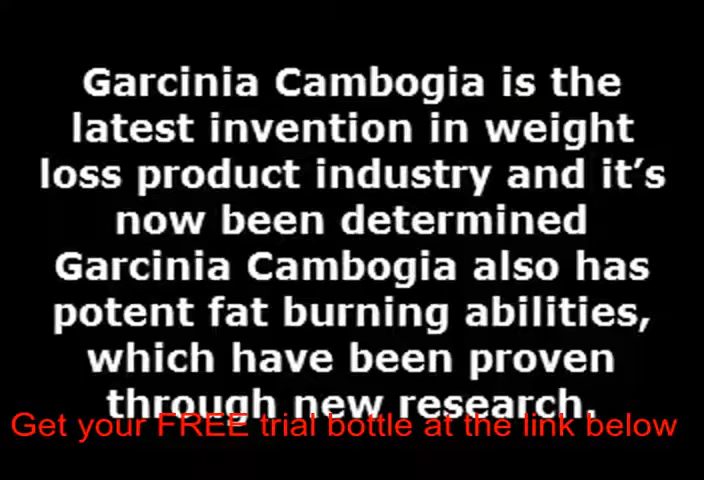 Garcinia Cambogia is the
latest invention in weight
loss product industry and it’s
now been determined
Garcinia Cambogia also has
potent fat burning abilities,
which have been proven
through new research.
Get your FREE trial bottle at the link below